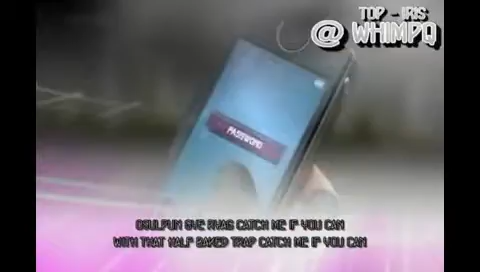 TOP - IRIS
@ WHIMPQ
PASSWORD
CATCH ME IF YOU CAN
WITH THAT HALF BAKED TRAP CATCH ME IF YOU CAN